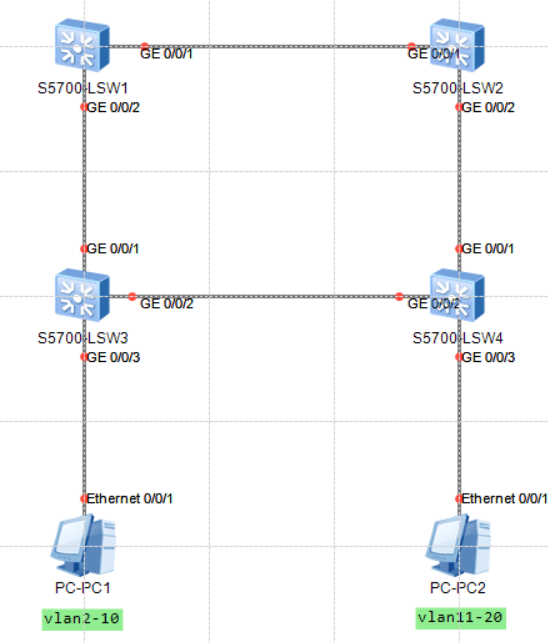 GE 0/0/1
GE 0/0/1
S5700-LSW1
S5700-LSW2
GE 0/0/2
GE 0/0/2
GE 0/0/1
GE 0/0/1
GE 0/0/2
GE 0/0/2
S5700-LSW3
S5700-LSW4
GE 0/0/3
GE 0/0/3
Ethernet 0/0/1
Ethernet 0/0/1
PC-PC1
PC-PC2
vlan2-10
vlan11-20